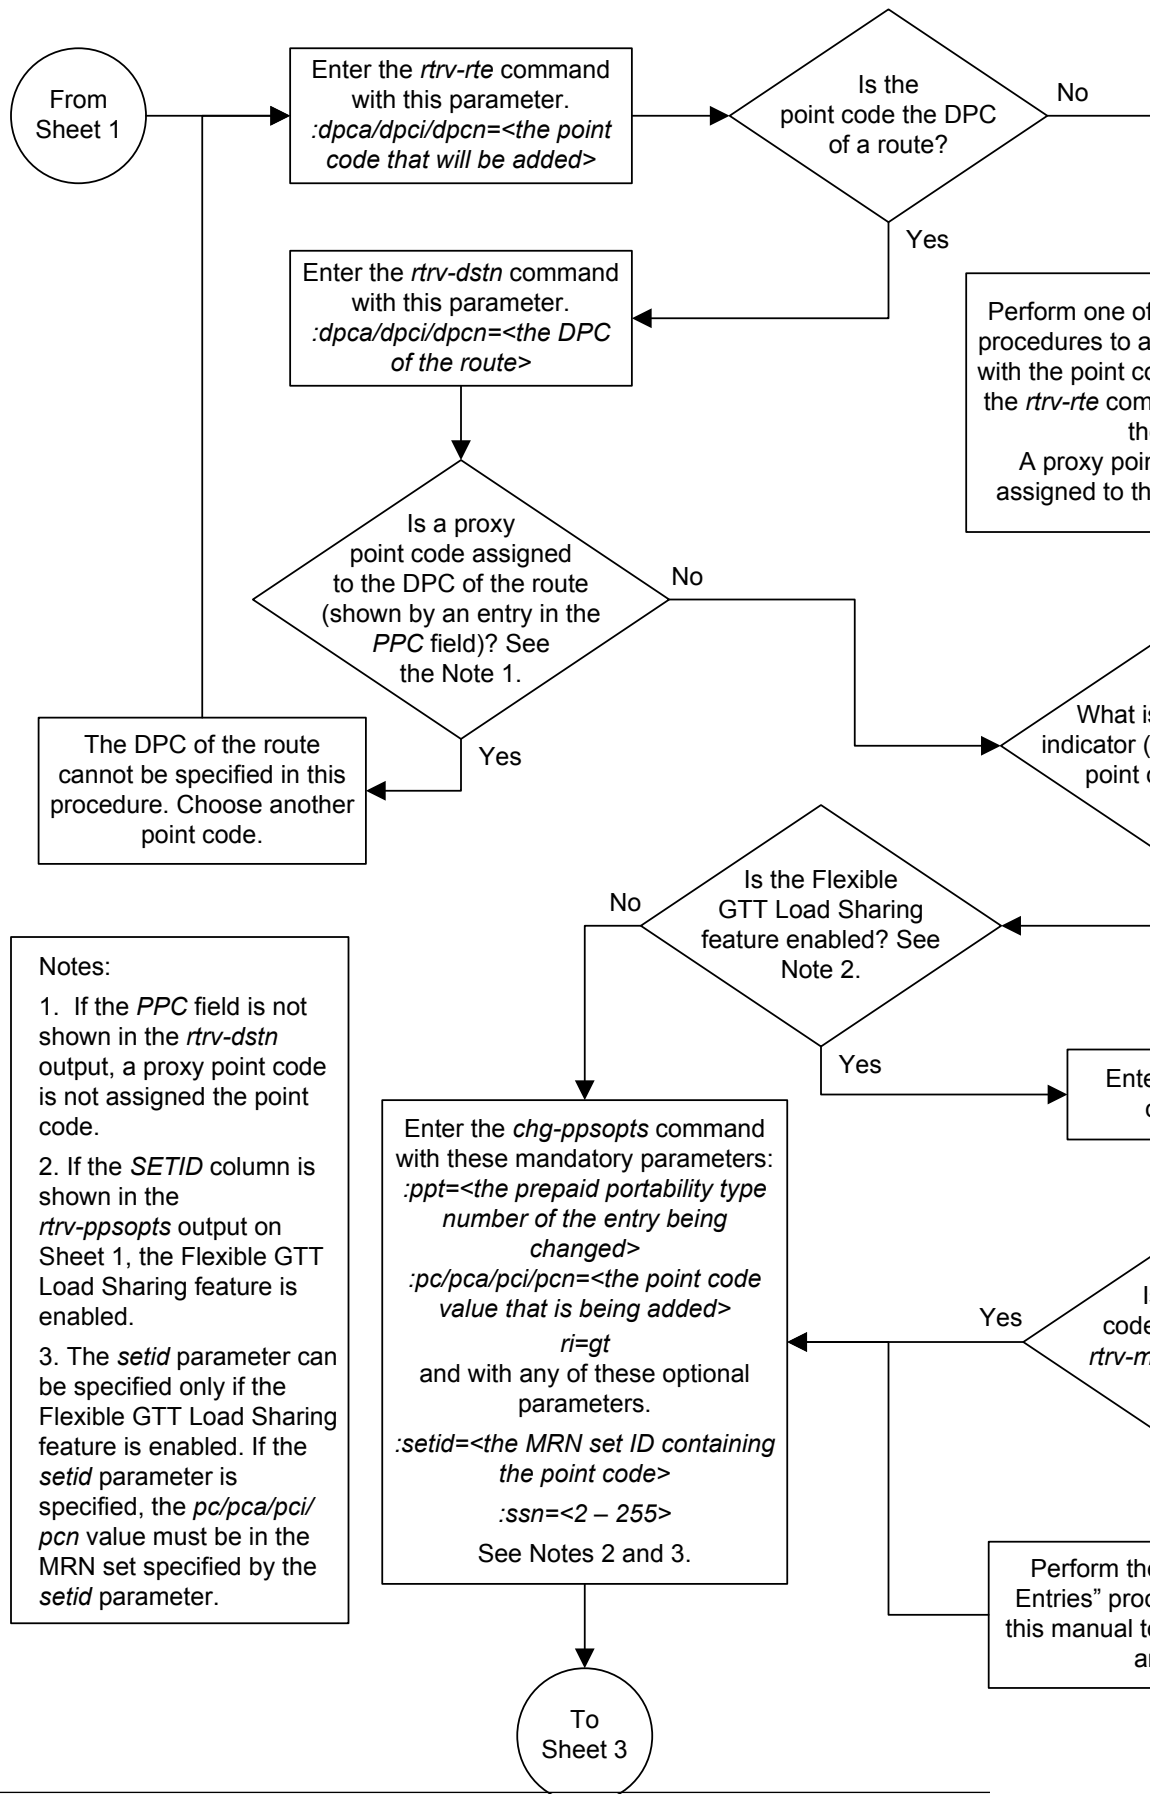 From
Sheet 1
Enter the rtrv-rte command
with this parameter.
:dpca/dpci/dpcn=<the point
code that will be added>
Is the
point code the DPC
of a route?
No
Yes
Enter the rtrv-dstn command
with this parameter.
:dpca/dpci/dpcn=<the DPC
of the route>
Perform one of
procedures to a
with the point co
the rtrv-rte com
the
A proxy poin
assigned to th
Is a proxy
point code assigned
to the DPC of the route
(shown by an entry in the
PPC field)? See
the Note 1.
No
Yes
The DPC of the route
cannot be specified in this
procedure. Choose another
point code.
What is
indicator (
point c
Is the Flexible
GTT Load Sharing
feature enabled? See
Note 2.
No
Yes
Notes:
1. If the PPC field is not
shown in the rtrv-dstn
output, a proxy point code
is not assigned the point
code.
2. If the SETID column is
shown in the
rtrv-ppsopts output on
Sheet 1, the Flexible GTT
Load Sharing feature is
enabled.
3. The setid parameter can
be specified only if the
Flexible GTT Load Sharing
feature is enabled. If the
setid parameter is
specified, the pc/pca/pci/
pcn value must be in the
MRN set specified by the
setid parameter.
Ente
c
Enter the chg-ppsopts command
with these mandatory parameters:
:ppt=<the prepaid portability type
number of the entry being
changed>
:pc/pca/pci/pcn=<the point code
value that is being added>
ri=gt
and with any of these optional
parameters.
:setid=<the MRN set ID containing
the point code>
:ssn=<2 – 255>
See Notes 2 and 3.
Yes
Is
code
rtrv-m
Perform the
Entries” proc
this manual to
an
To
Sheet 3